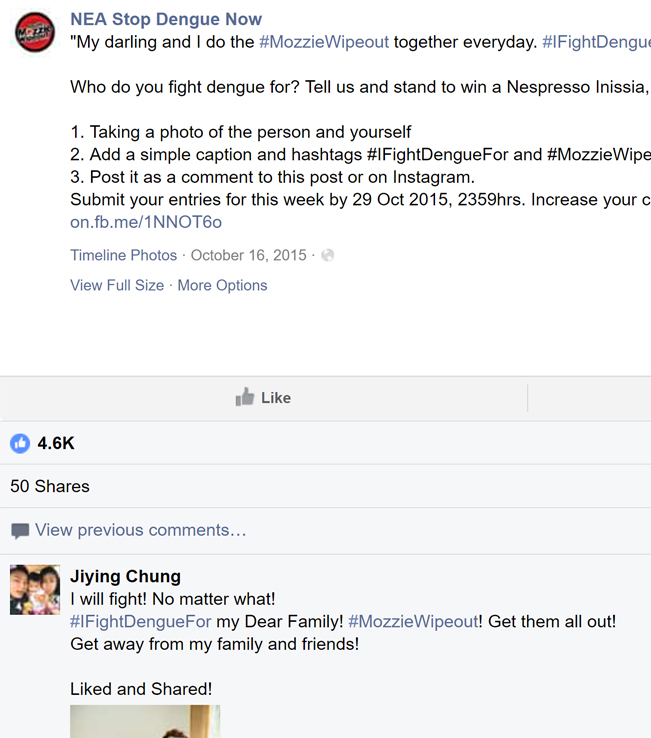 NEA Stop Dengue Now
"My darling and I do the #MozzieWipeout together everyday. #IFightDengue
Who do you fight dengue for? Tell us and stand to win a Nespresso Inissia,
1. Taking a photo of the person and yourself
2. Add a simple caption and hashtags #IFightDengueFor and #MozzieWipe
3. Post it as a comment to this post or on Instagram.
Submit your entries for this week by 29 Oct 2015, 2359hrs. Increase your c
on.fb.me/1NNOT6o
Timeline Photos · October 16, 2015 ·
View Full Size · More Options
Like
4.6K
50 Shares
View previous comments...
Jiying Chung
I will fight! No matter what!
#IFightDengueFor my Dear Family! #MozzieWipeout! Get them all out!
Get away from my family and friends!
Liked and Shared!